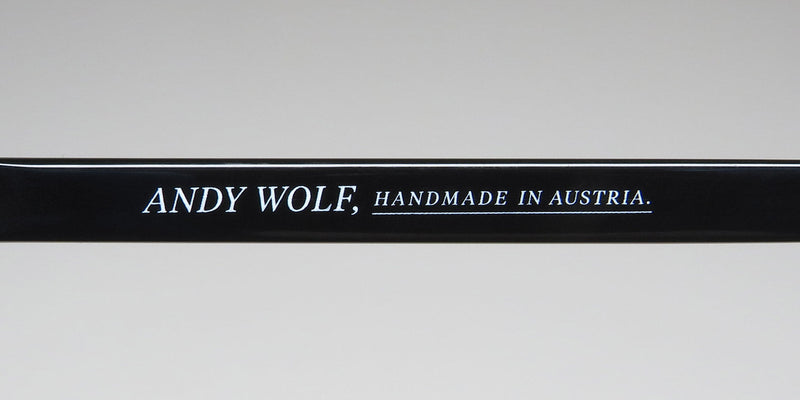 ANDY WOLF, HANDMADE IN AUSTRIA.